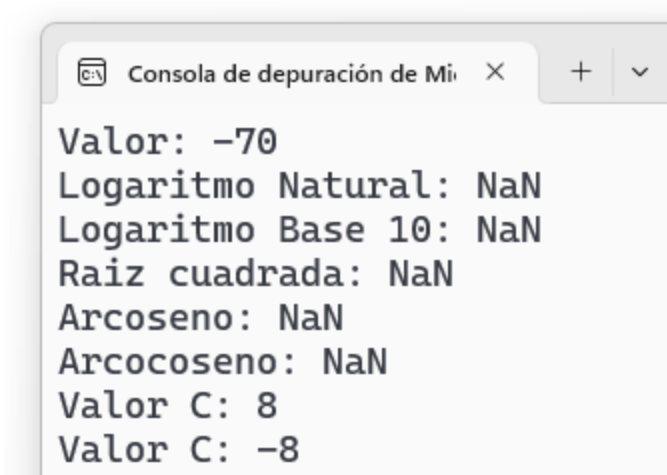 Consola de depuración de Mi
Valor: -70
Logaritmo Natural: NaN
Logaritmo Base 10: NaN
Raiz cuadrada: NaN
Arcoseno: NaN
Arcocoseno: NaN
Valor C: 8
Valor C: -8